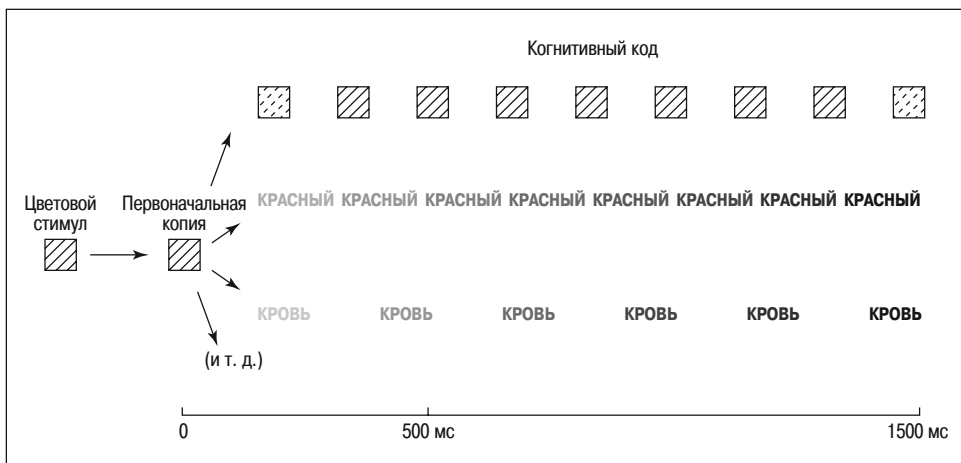 Когнитивный код
Цветовой
стимул
Первоначальная
копия
КРАСНЫЙ КРАСНЫЙ КРАСНЫЙ КРАСНЫЙ КРАСНЫЙ КРАСНЫЙ КРАСНЫЙ КРАСНЫЙ
КРОВЬ КРОВЬ КРОВЬ КРОВЬ КРОВЬ КРОВЬ
(и т. д.)
0 500 мс 1500 мс